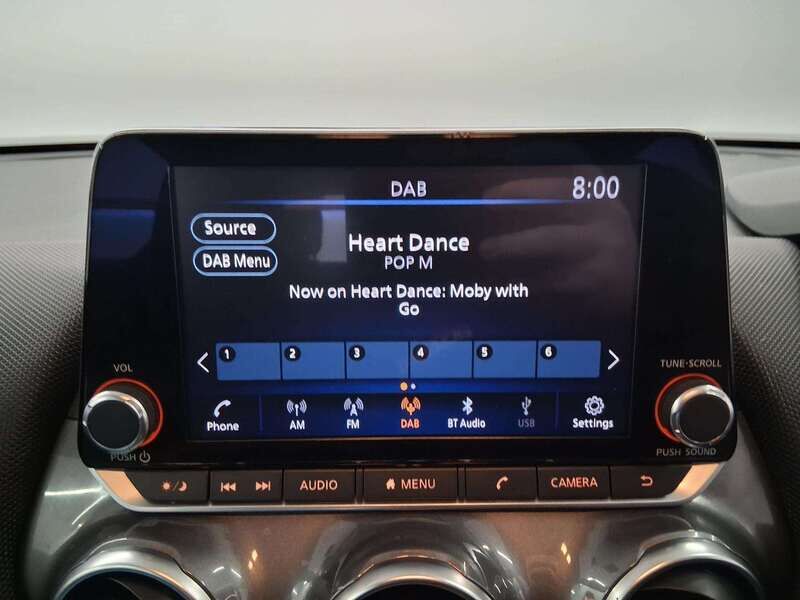 DAB 8:00
Source
Heart Dance
DAB Menu
POP M
Now on Heart Dance: Moby with
Go
1 2 3 4 5 6
VOL
TUNE·SCROLL
Phone AM FM DAB BT Audio USB Settings
PUSH
PUSH SOUND
AUDIO MENU CAMERA